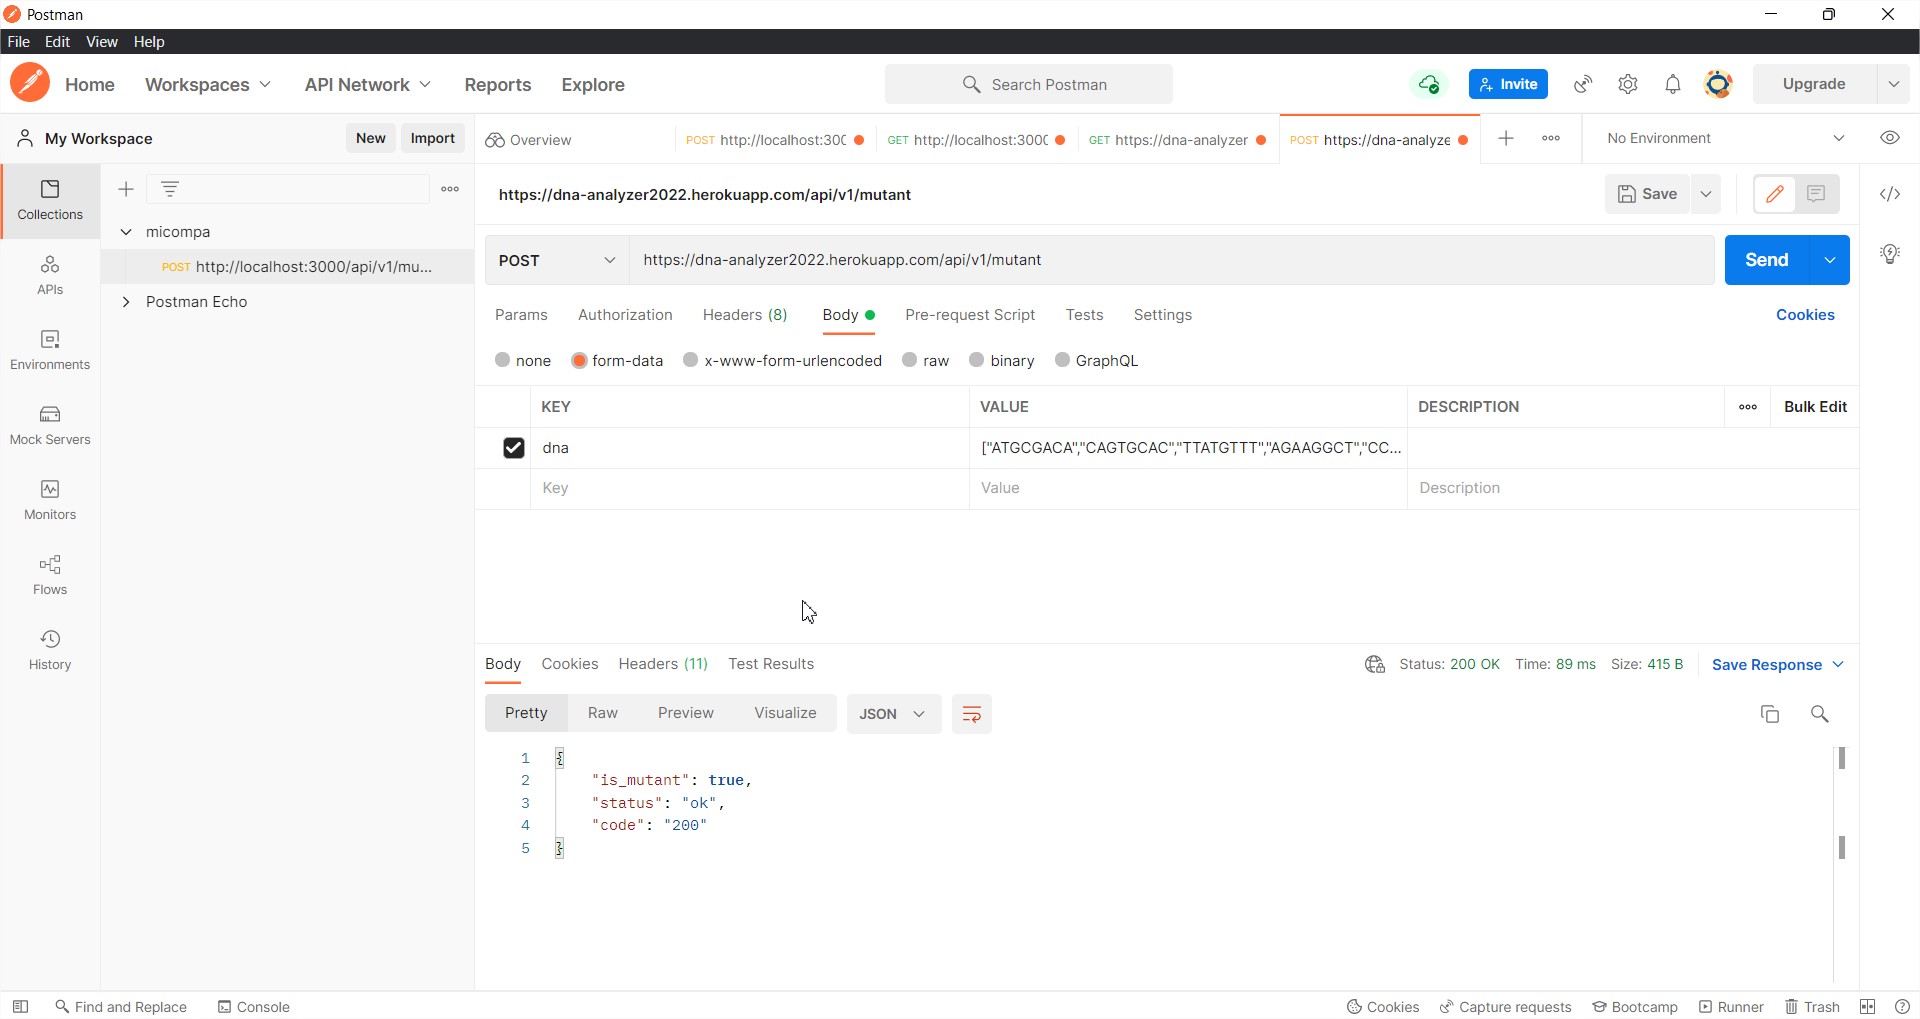 Postman
File Edit View Help
Home Workspaces API Network Reports Explore Search Postman Invite Upgrade
My Workspace New Import Overview POST http://localhost:300 GET http://localhost:3000 GET https://dna-analyzer POST https://dna-analyze No Environment
Collections
APIs
Environments
Mock Servers
Monitors
Flows
History
micompa
POST http://localhost:3000/api/v1/mu...
Postman Echo
https://dna-analyzer2022.herokuapp.com/api/v1/mutant Save
POST https://dna-analyzer2022.herokuapp.com/api/v1/mutant Send
Params Authorization Headers (8) Body Pre-request Script Tests Settings Cookies
none form-data x-www-form-urlencoded raw binary GraphQL
KEY VALUE DESCRIPTION Bulk Edit
dna ["ATGCGACA","CAGTGCAC","TTATGTTT","AGAAGGCT","CC...
Key Value Description
Body Cookies Headers (11) Test Results Status: 200 OK Time: 89 ms Size: 415 B Save Response
Pretty Raw Preview Visualize JSON
1 {
2 "is_mutant": true,
3 "status": "ok",
4 "code": "200"
5 }
Find and Replace Console Cookies Capture requests Bootcamp Runner Trash